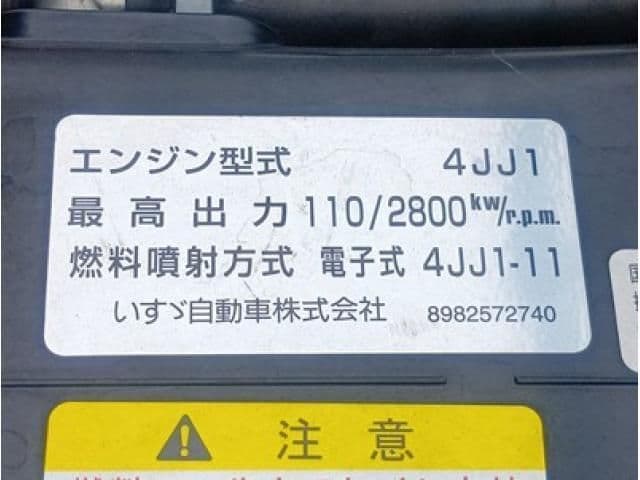 エンジン型式 4JJ1
最高出力 110/2800kw/r.p.m.
燃料噴射方式 電子式 4JJ1-11
いすゞ自動車株式会社 8982572740
⚠ 注意